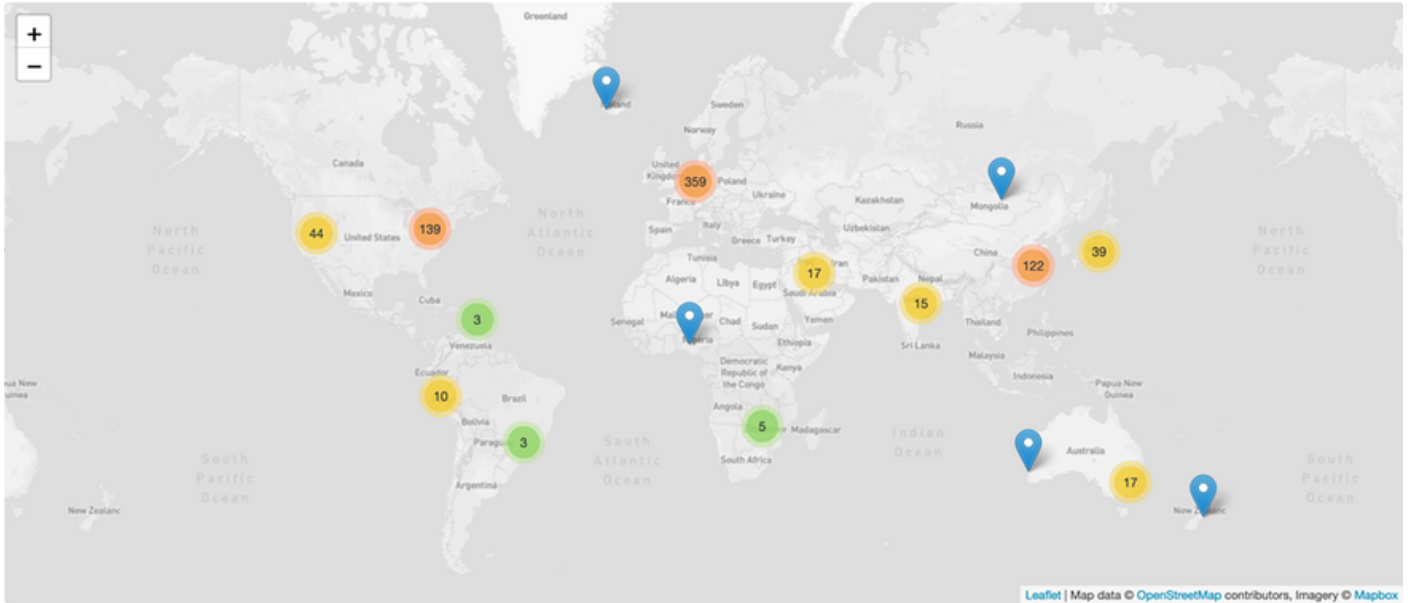 +
−
Greenland
Iceland
Sweden
Norway
Russia
Canada
United
Kingdom
359
Poland
Ukraine
France
Kazakhstan
Mongolia
North
Pacific
Ocean
44
United States
139
North
Atlantic
Ocean
Spain
Italy
Greece
Turkey
Uzbekistan
China
122
39
North
Pacific
Ocean
Tunisia
Algeria
Libya
Egypt
17
Iran
Saudi Arabia
Pakistan
Nepal
15
Mexico
Cuba
3
Venezuela
Senegal
Chad
Sudan
Yemen
Nigeria
Ethiopia
Thailand
Philippines
Sri Lanka
Malaysia
Ecuador
10
Brazil
Democratic
Republic of
the Congo
Kenya
Indonesia
Papua New
Guinea
Bolivia
3
Angola
5
Madagascar
South
Pacific
Ocean
Argentina
South
Atlantic
Ocean
South Africa
Indian
Ocean
Australia
17
South
Pacific
Ocean
New Zealanc
New Zealanc
Leaflet | Map data © OpenStreetMap contributors, Imagery © Mapbox